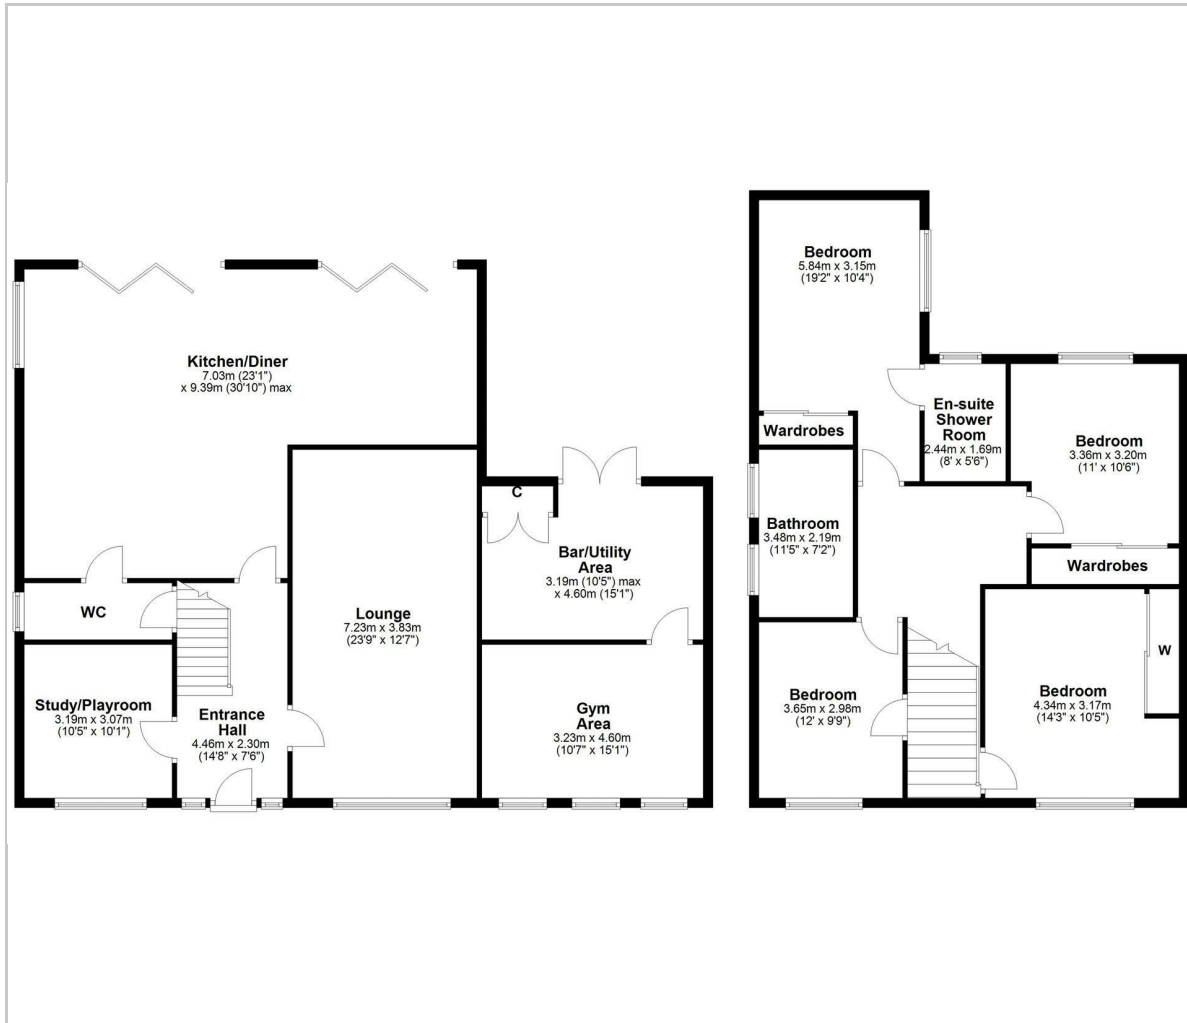 Kitchen/Diner
7.03m (23'1")
x 9.39m (30'10") max
WC
Study/Playroom
3.19m x 3.07m
(10'5" x 10'1")
Entrance
Hall
4.46m x 2.30m
(14'8" x 7'6")
Lounge
7.23m x 3.83m
(23'9" x 12'7")
C
Bar/Utility
Area
3.19m (10'5") max
x 4.60m (15'1")
Gym
Area
3.23m x 4.60m
(10'7" x 15'1")
Bedroom
5.84m x 3.15m
(19'2" x 10'4")
Wardrobes
En-suite
Shower
Room
2.44m x 1.69m
(8' x 5'6")
Bedroom
3.36m x 3.20m
(11' x 10'6")
Wardrobes
Bathroom
3.48m x 2.19m
(11'5" x 7'2")
Bedroom
3.65m x 2.98m
(12' x 9'9")
Bedroom
4.34m x 3.17m
(14'3" x 10'5")
W